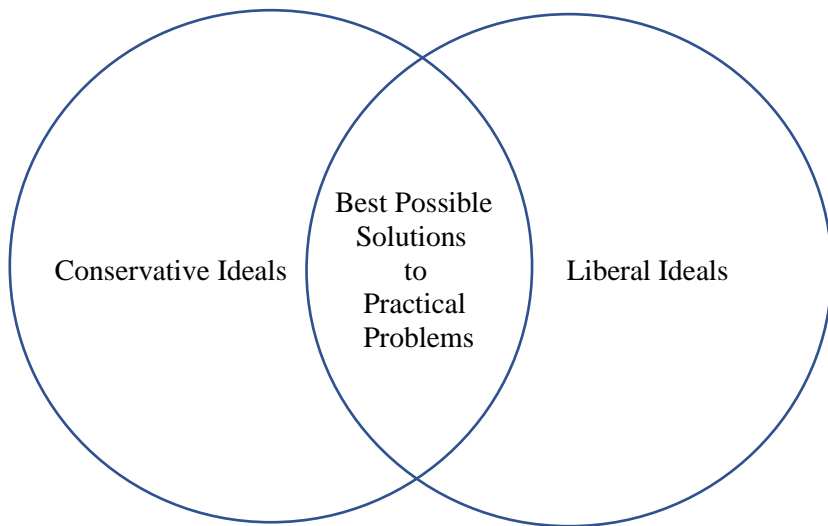 Conservative Ideals
Best Possible
Solutions
to
Practical
Problems
Liberal Ideals